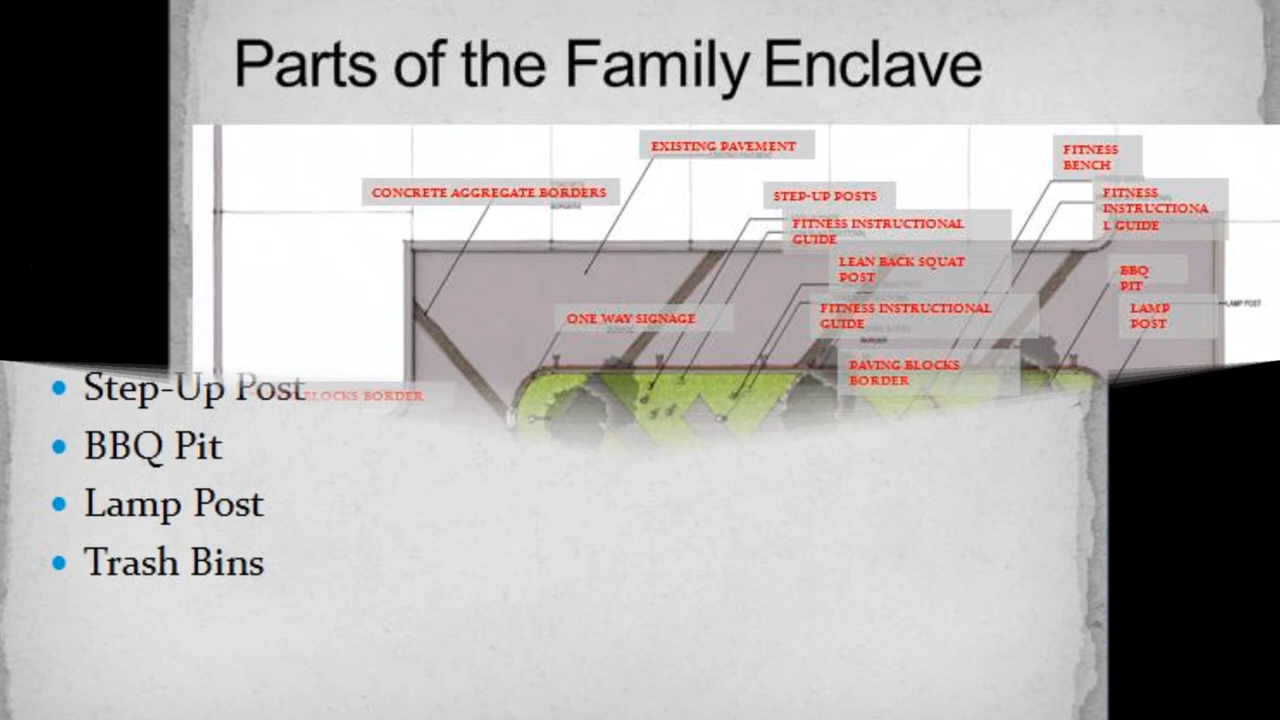 Parts of the Family Enclave
EXISTING PAVEMENT
FITNESS
BENCH
CONCRETE AGGREGATE BORDERS
STEP-UP POSTS
FITNESS
INSTRUCTIONA
L GUIDE
FITNESS INSTRUCTIONAL
GUIDE
LEAN BACK SQUAT
POST
BBQ
PIT
ONE WAY SIGNAGE
FITNESS INSTRUCTIONAL
GUIDE
LAMP
POST
LAMP POST
PAVING BLOCKS
BORDER
Step-Up Post
BLOCKS BORDER
BBQ Pit
Lamp Post
Trash Bins